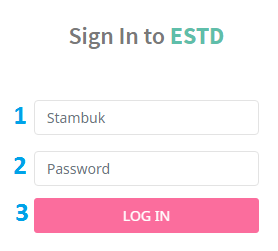 Sign In to ESTD
1 Stambuk
2 Password
3 LOG IN